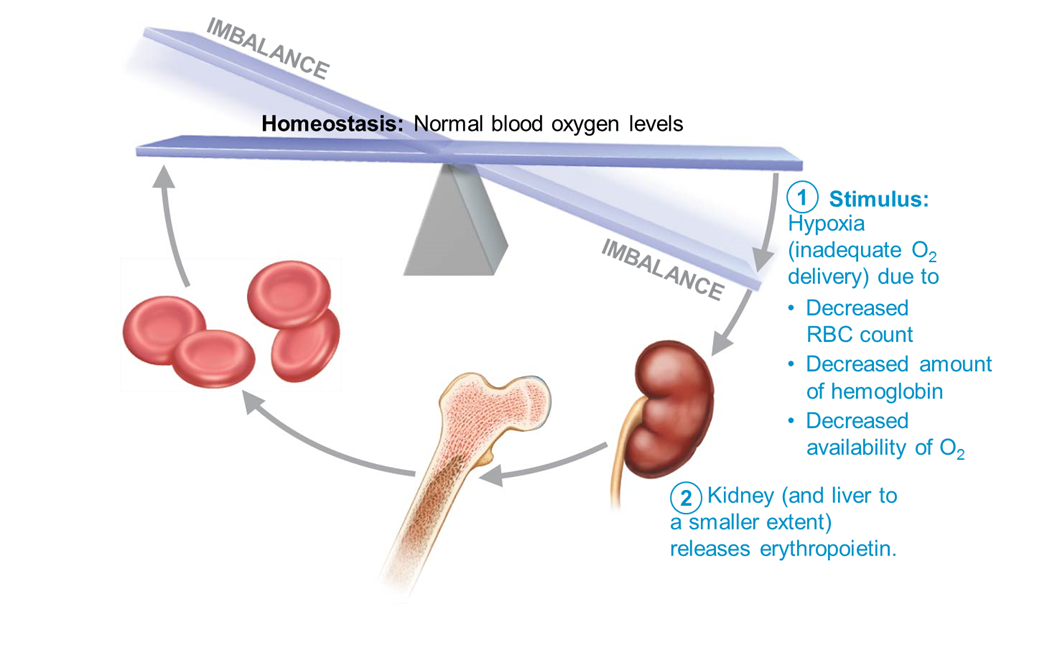 IMBALANCE
Homeostasis: Normal blood oxygen levels
IMBALANCE
1 Stimulus:
Hypoxia
(inadequate O₂
delivery) due to
• Decreased
RBC count
• Decreased amount
of hemoglobin
• Decreased
availability of O₂
2 Kidney (and liver to
a smaller extent)
releases erythropoietin.